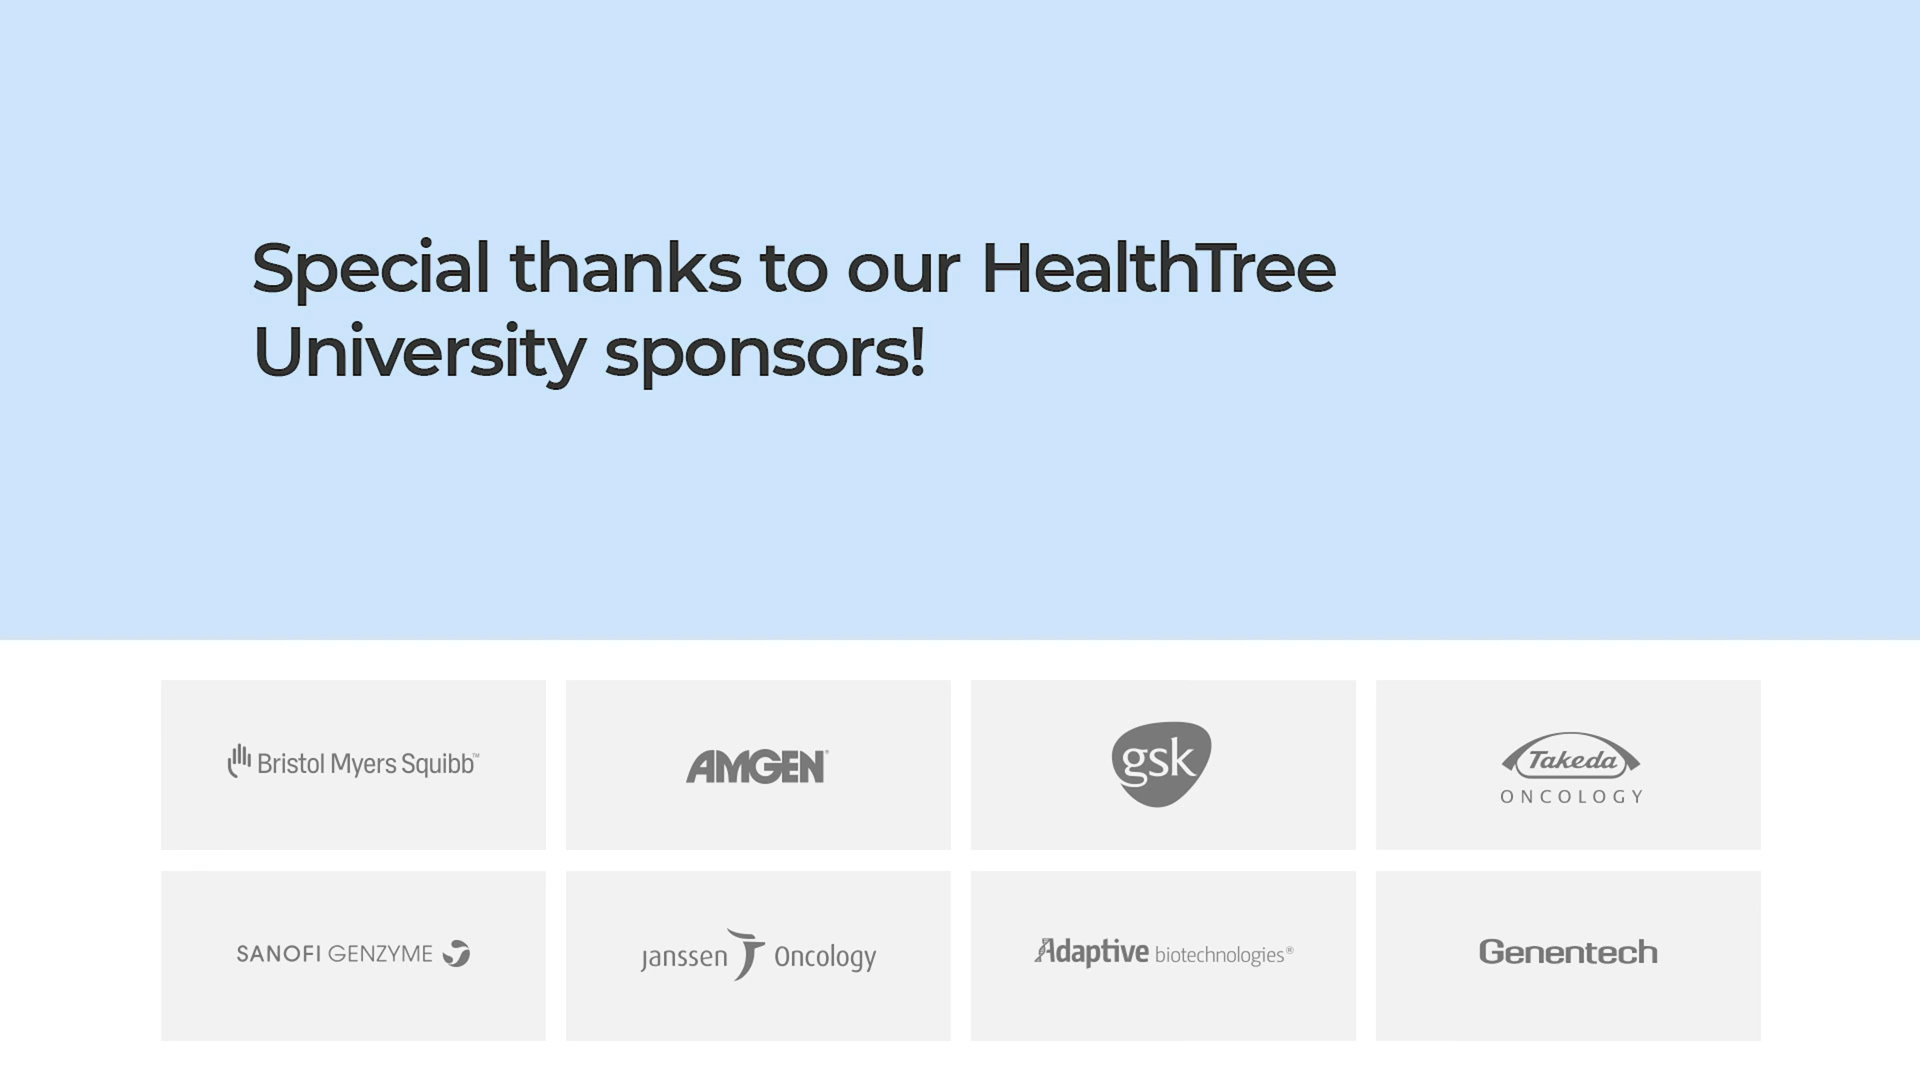 Special thanks to our HealthTree
University sponsors!
Bristol Myers Squibb™
AMGEN®
gsk
Takeda
ONCOLOGY
SANOFI GENZYME
janssen Oncology
Adaptive biotechnologies®
Genentech